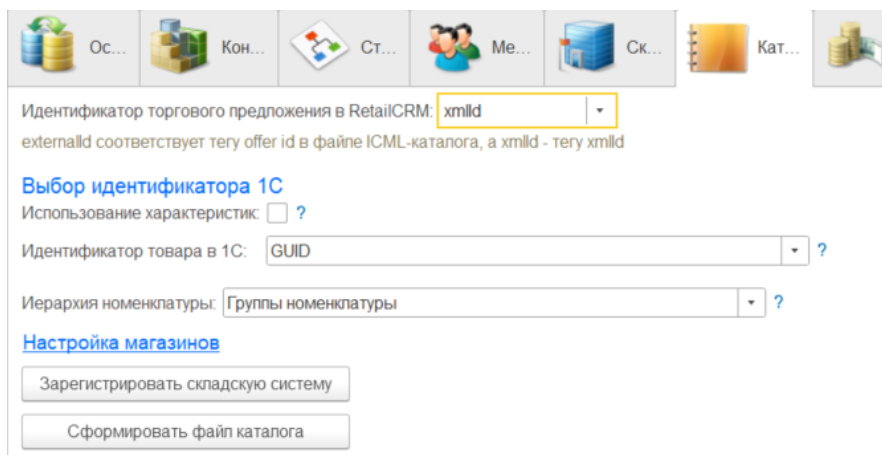 Ос... Кон... Ст... Ме... Ск... Кат...
Идентификатор торгового предложения в RetailCRM: xmlId
externalId соответствует тегу offer id в файле ICML-каталога, а xmlId - тегу xmlId
Выбор идентификатора 1С
Использование характеристик: ?
Идентификатор товара в 1С: GUID ?
Иерархия номенклатуры: Группы номенклатуры ?
Настройка магазинов
Зарегистрировать складскую систему
Сформировать файл каталога